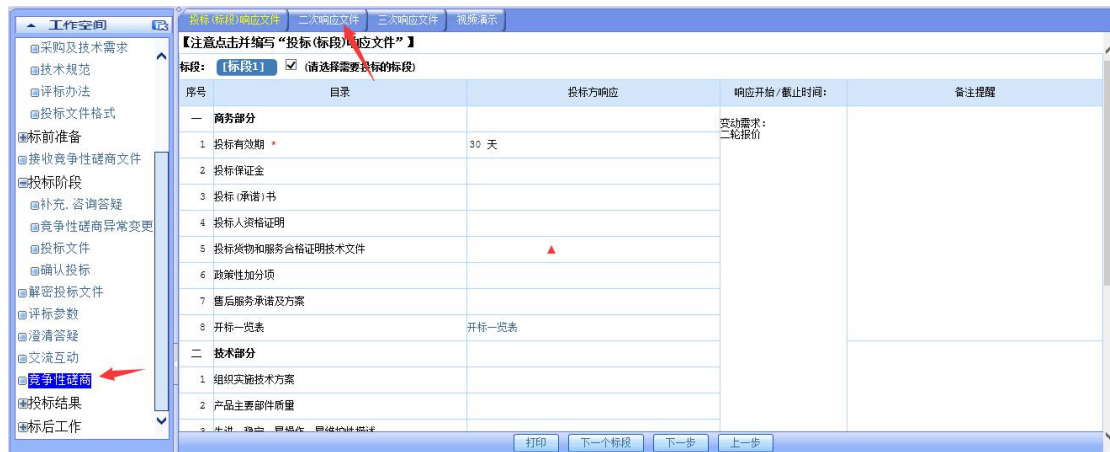 工作空间
采购及技术需求
技术规范
评标办法
投标文件格式
标前准备
接收竞争性磋商文件
投标阶段
补充,咨询答疑
竞争性磋商异常变更
投标文件
确认投标
解密投标文件
评标参数
澄清答疑
交流互动
竞争性磋商
投标结果
标后工作
投标(标段)响应文件 二次响应文件 三次响应文件 视频演示
【注意点击并编写“投标(标段)响应文件”】
标段: [标段1] (请选择需要投标的标段)
序号 目录 投标方响应 响应开始/截止时间: 备注提醒
一 商务部分
变动需求:
二轮报价
1 投标有效期 * 30 天
2 投标保证金
3 投标(承诺)书
4 投标人资格证明
5 投标货物和服务合格证明技术文件
6 政策性加分项
7 售后服务承诺及方案
8 开标一览表 开标一览表
二 技术部分
1 组织实施技术方案
2 产品主要部件质量
打印 下一个标段 下一步 上一步